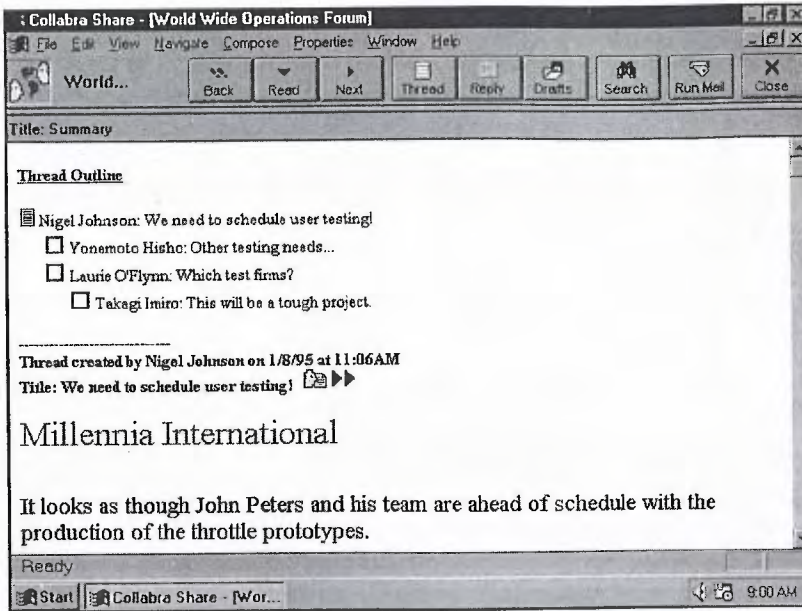 Collabra Share - [World Wide Operations Forum]
File Edit View Navigate Compose Properties Window Help
World... Back Read Next Thread Reply Drafts Search Run Mail Close
Title: Summary
Thread Outline
Nigel Johnson: We need to schedule user testing!
Yonemoto Hisho: Other testing needs...
Laurie O'Flynn: Which test firms?
Takagi Imiro: This will be a tough project.
Thread created by Nigel Johnson on 1/8/95 at 11:06AM
Title: We need to schedule user testing!
Millennia International
It looks as though John Peters and his team are ahead of schedule with the
production of the throttle prototypes.
Ready
Start Collabra Share - [Wor... 9:00 AM